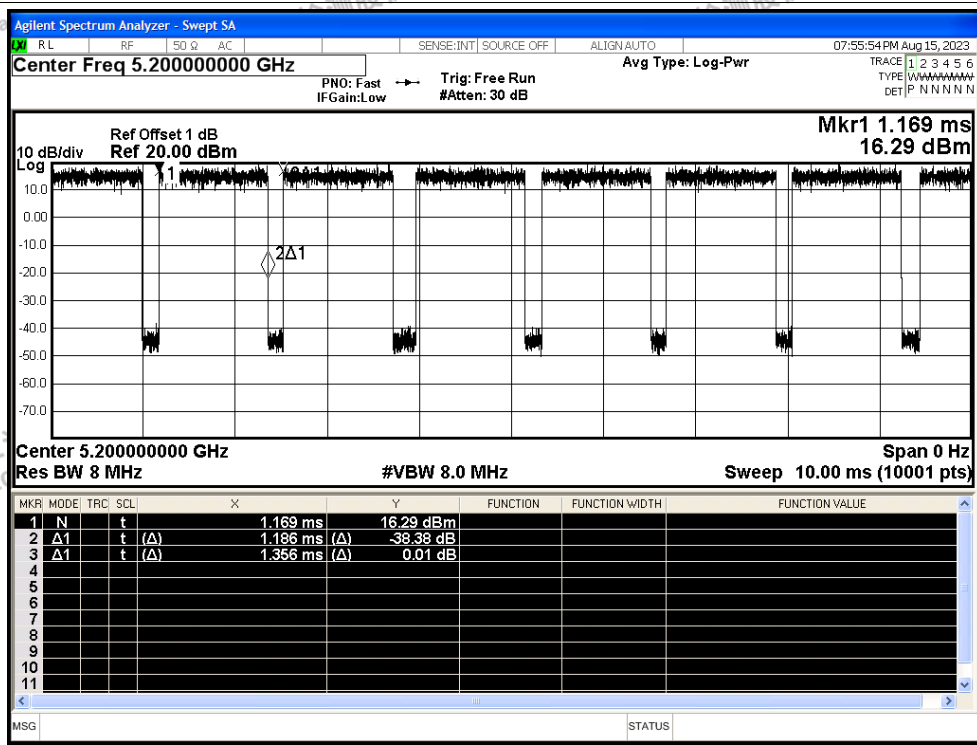 Agilent Spectrum Analyzer - Swept SA
LXI RL RF 50 Ω AC SENSE:INT SOURCE OFF ALIGN AUTO 07:55:54 PM Aug 15, 2023
Center Freq 5.200000000 GHz
PNO: Fast
IFGain:Low
Trig: Free Run
#Atten: 30 dB
Avg Type: Log-Pwr
TRACE 1 2 3 4 5 6
TYPE WWWWWW
DET P N N N N N
Mkr1 1.169 ms
16.29 dBm
Ref Offset 1 dB
10 dB/div Ref 20.00 dBm
Log
10.0
0.00
-10.0
-20.0
-30.0
-40.0
-50.0
-60.0
-70.0
1
2Δ1
Center 5.200000000 GHz Span 0 Hz
Res BW 8 MHz #VBW 8.0 MHz Sweep 10.00 ms (10001 pts)
MKR MODE TRC SCL X Y FUNCTION FUNCTION WIDTH FUNCTION VALUE
1 N t 1.169 ms 16.29 dBm
2 Δ1 t (Δ) 1.186 ms (Δ) -38.38 dB
3 Δ1 t (Δ) 1.356 ms (Δ) 0.01 dB
4
5
6
7
8
9
10
11
MSG STATUS